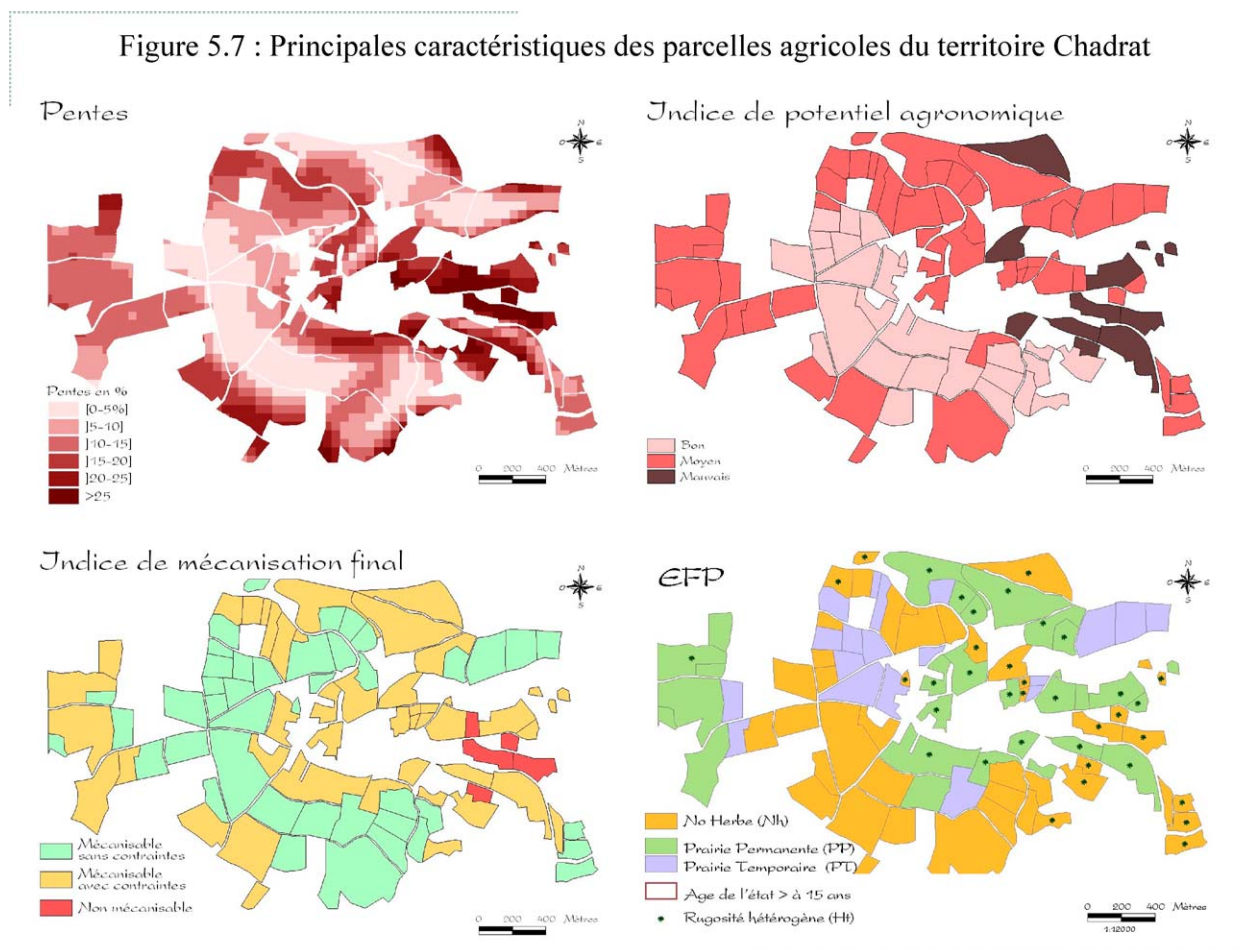 Figure 5.7 : Principales caractéristiques des parcelles agricoles du territoire Chadrat
Pentes
N
O
E
S
Pentes en %
[0-5%]
]5-10]
]10-15]
]15-20]
]20-25]
>25
0 200 400 Mètres
Indice de potentiel agronomique
N
O
E
S
Bon
Moyen
Mauvais
0 200 400 Mètres
Indice de mécanisation final
N
O
E
S
Mécanisable
sans contraintes
Mécanisable
avec contraintes
Non mécanisable
0 200 400 Mètres
EFP
N
O
E
S
No Herbe (Nh)
Prairie Permanente (PP)
Prairie Temporaire (PT)
Age de l'état > à 15 ans
Rugosité hétérogène (Ht)
0 200 400 Mètres
1:12000